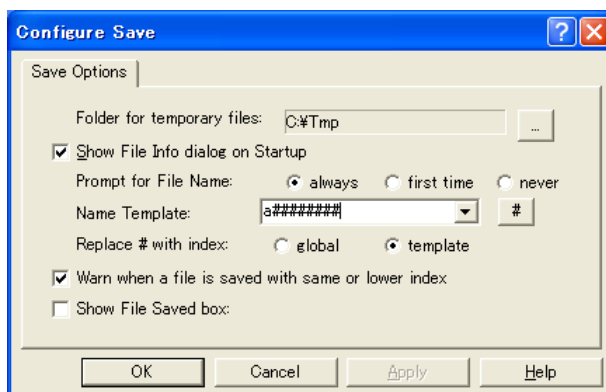 Configure Save
Save Options
Folder for temporary files: C:¥Tmp ...
Show File Info dialog on Startup
Prompt for File Name: always first time never
Name Template: a######## #
Replace # with index: global template
Warn when a file is saved with same or lower index
Show File Saved box:
OK Cancel Apply Help